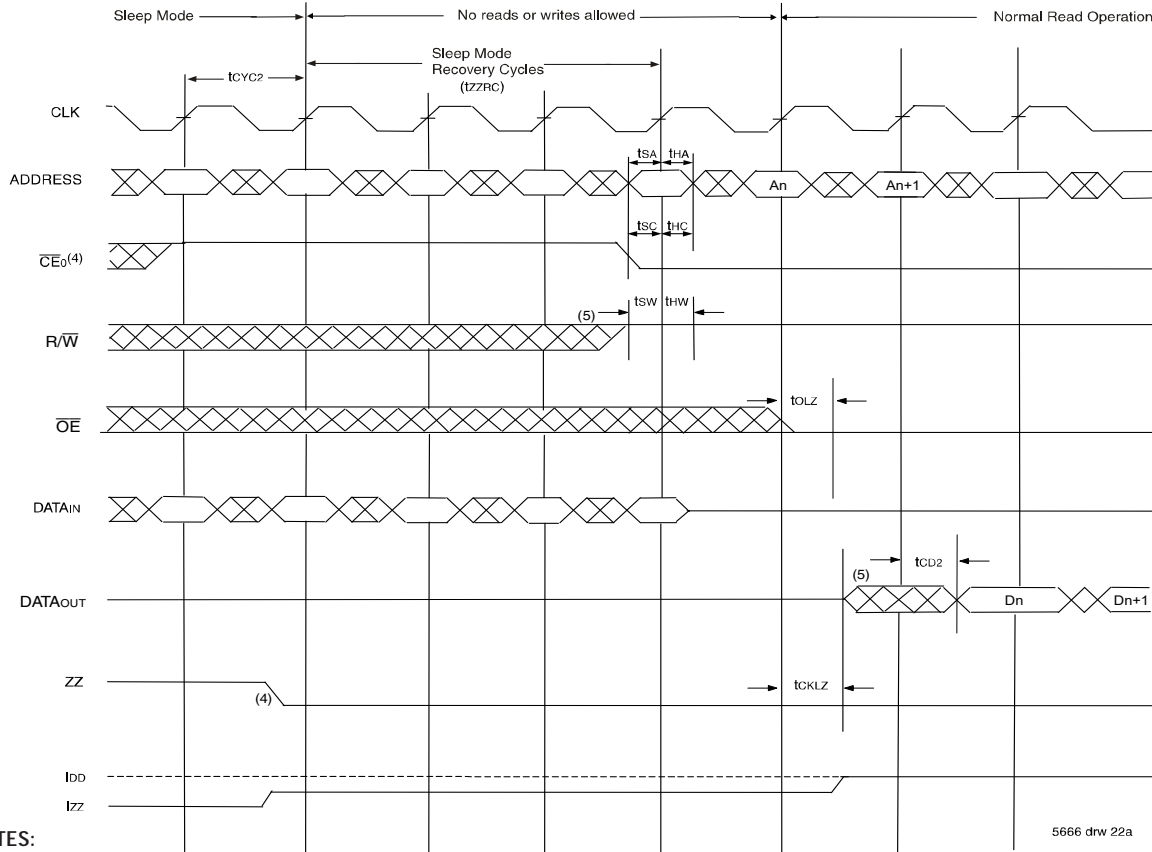 Sleep Mode
No reads or writes allowed
Normal Read Operation
Sleep Mode
Recovery Cycles
(tZZRC)
tCYC2
CLK
tSA tHA
ADDRESS
An
An+1
tSC tHC
CE0(4)
tSW tHW
(5)
R/W
tOLZ
OE
DATAIN
tCD2
(5)
DATAOUT
Dn
Dn+1
ZZ
(4)
tCKLZ
IDD
IZZ
5666 drw 22a
TES: